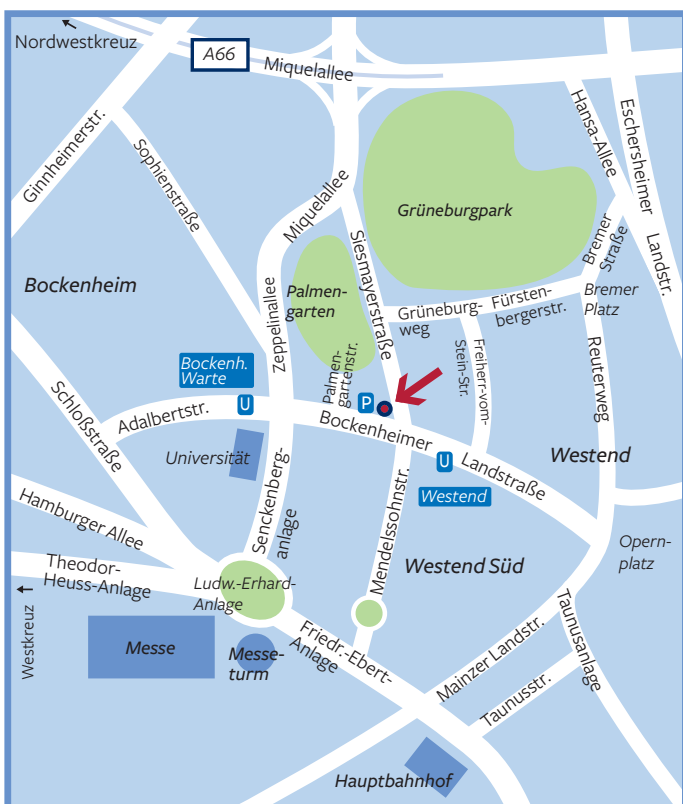 Nordwestkreuz
A66
Miquelallee
Ginnheimerstr.
Sophienstraße
Hansa-Allee
Eschersheimer
Landstr.
Miquelallee
Grüneburgpark
Siesmayerstraße
Bremer
Straße
Bockenheim
Palmen-
garten
Zeppelinallee
Grüneburg-
weg
Fürsten-
bergerstr.
Bremer
Platz
Freiherr-vom-
Stein-Str.
Reuterweg
Bockenh.
Warte
U
Palmen-
gartenstr.
P
Schloßstraße
Adalbertstr.
Bockenheimer
Landstraße
Universität
U
Westend
Westend
Senckenberg-
anlage
Mendelssohnstr.
Hamburger Allee
Theodor-
Heuss-Anlage
Ludw.-Erhard-
Anlage
Westend Süd
Opern-
platz
Westkreuz
Messe
Messe-
turm
Friedr.-Ebert-
Anlage
Mainzer Landstr.
Taunusanlage
Taunusstr.
Hauptbahnhof